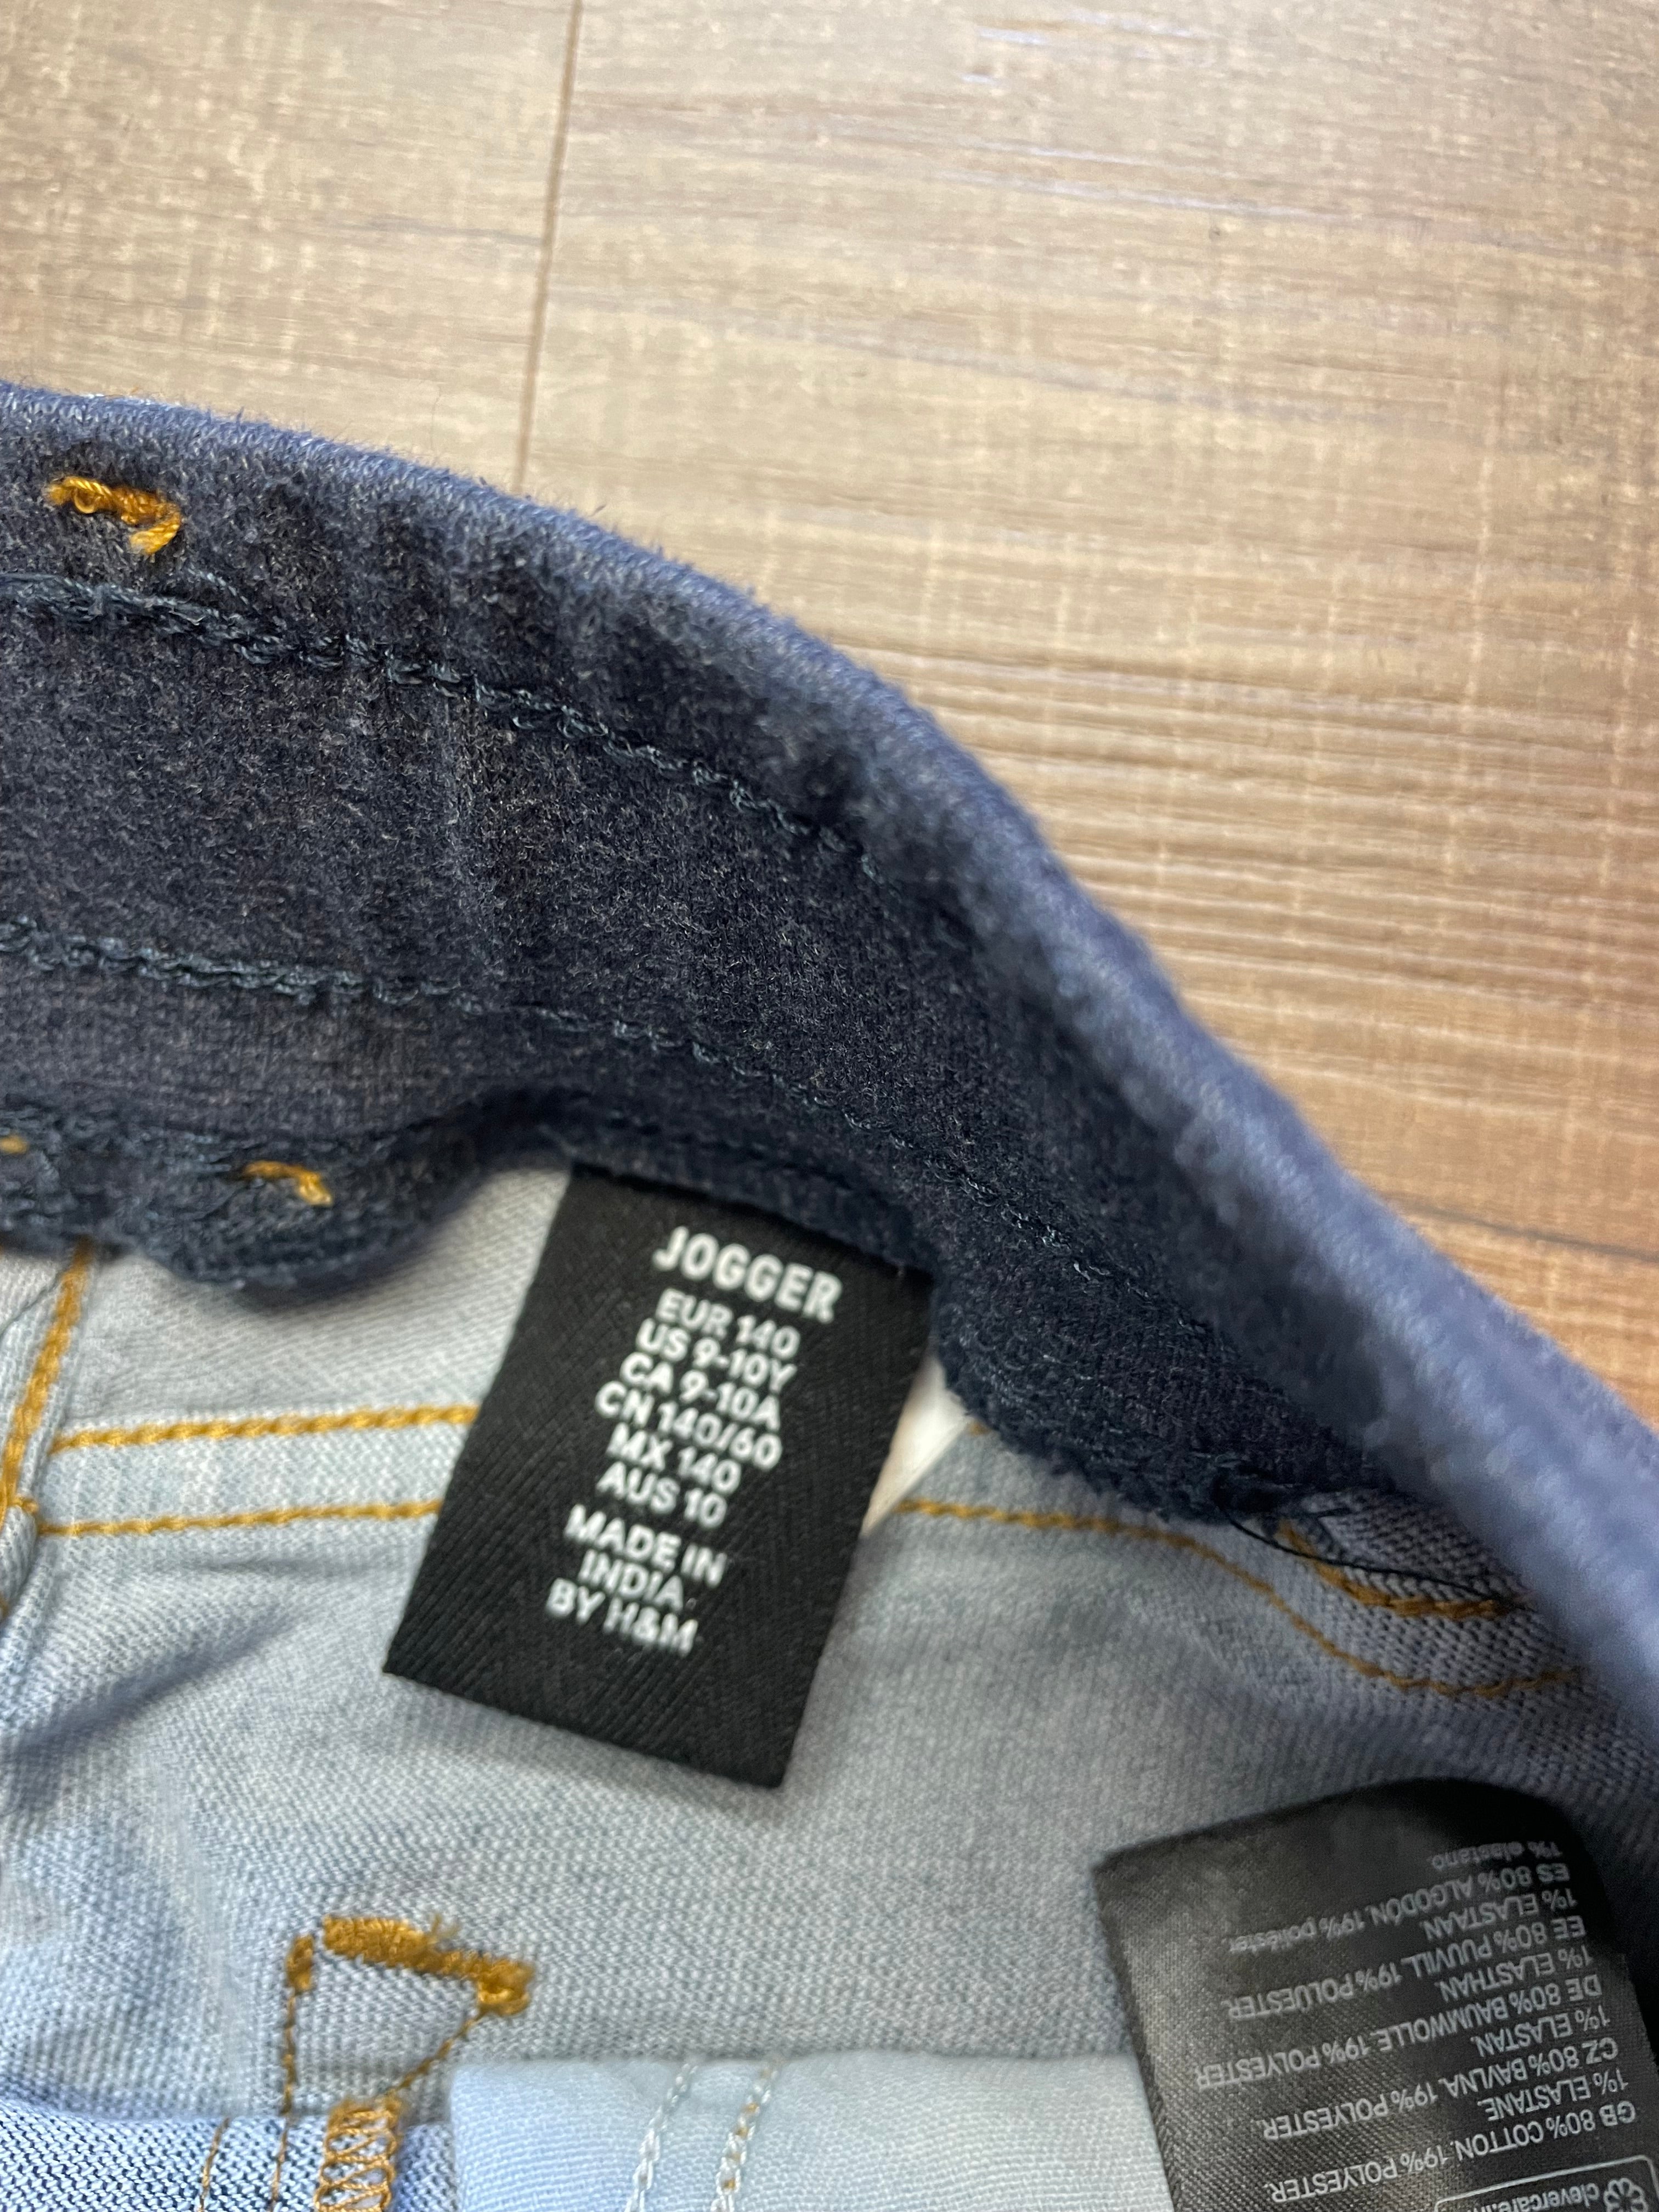 JOGGER
EUR 140
US 9-10Y
CA 9-10A
CN 140/60
MX 140
AUS 10
MADE IN
INDIA
BY H&M
clevercare
GB 80% COTTON. 19% POLYESTER.
1% ELASTANE.
CZ 80% BAVLNA. 19% POLYESTER.
1% ELASTAN.
DE 80% BAUMWOLLE. 19% POLYESTER.
1% ELASTHAN.
EE 80% PUUVILL. 19% POLÜESTER.
1% ELASTAAN.
ES 80% ALGODÓN. 19% poliéster.
1% elastano